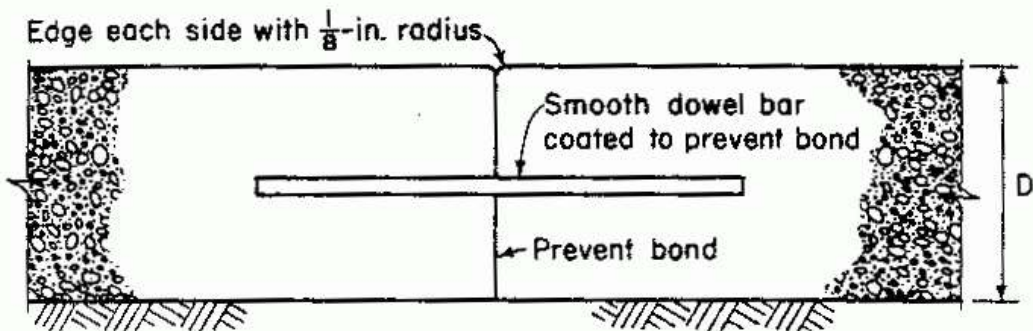 Edge each side with 1/8-in. radius
Smooth dowel bar
coated to prevent bond
D
Prevent bond